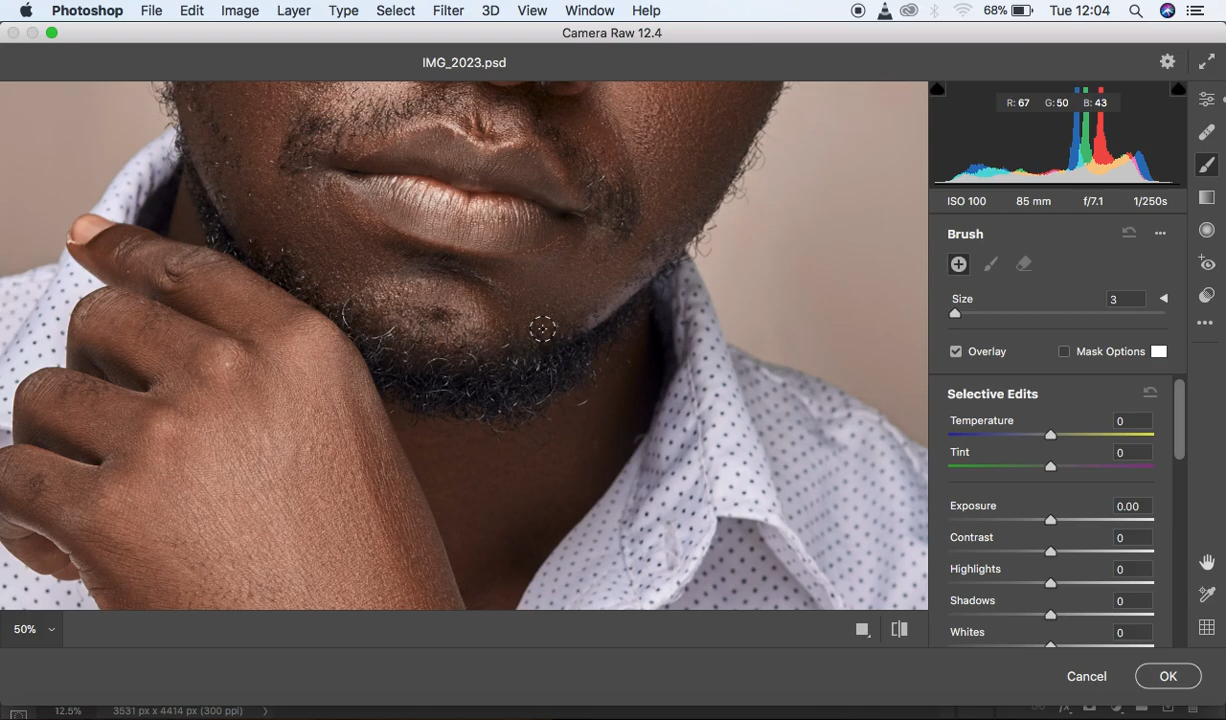 Photoshop File Edit Image Layer Type Select Filter 3D View Window Help 68% Tue 12:04
Camera Raw 12.4
IMG_2023.psd
R: 67 G: 50 B: 43
ISO 100 85 mm f/7.1 1/250s
Brush
Size 3
Overlay Mask Options
Selective Edits
Temperature 0
Tint 0
Exposure 0.00
Contrast 0
Highlights 0
Shadows 0
Whites 0
50%
Cancel OK
12.5% 3531 px x 4414 px (300 ppi)